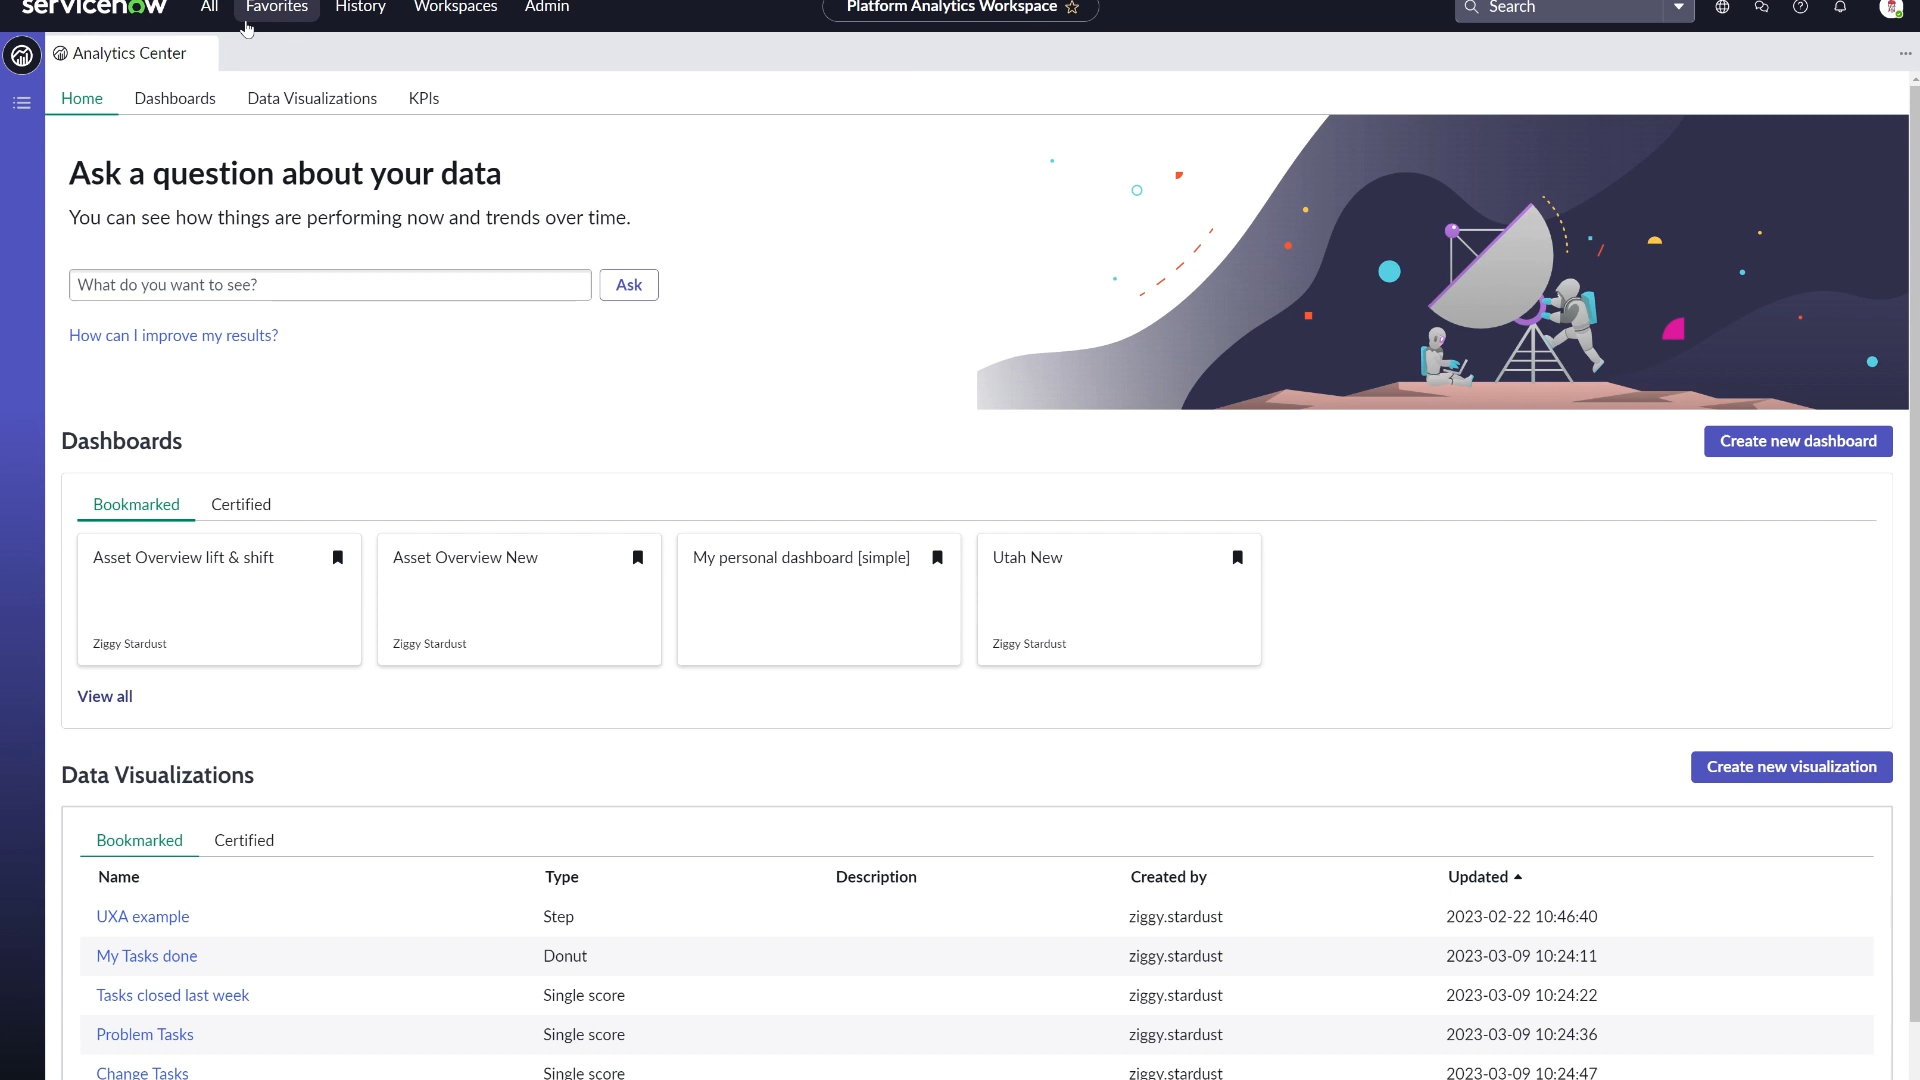 servicenow All Favorites History Workspaces Admin Platform Analytics Workspace Search
Analytics Center
Home Dashboards Data Visualizations KPIs
Ask a question about your data
You can see how things are performing now and trends over time.
What do you want to see? Ask
How can I improve my results?
Dashboards Create new dashboard
Bookmarked Certified
Asset Overview lift & shift Asset Overview New My personal dashboard [simple] Utah New
Ziggy Stardust Ziggy Stardust Ziggy Stardust
View all
Data Visualizations Create new visualization
Bookmarked Certified
Name Type Description Created by Updated
UXA example Step ziggy.stardust 2023-02-22 10:46:40
My Tasks done Donut ziggy.stardust 2023-03-09 10:24:11
Tasks closed last week Single score ziggy.stardust 2023-03-09 10:24:22
Problem Tasks Single score ziggy.stardust 2023-03-09 10:24:36
Change Tasks Single score ziggy.stardust 2023-03-09 10:24:47